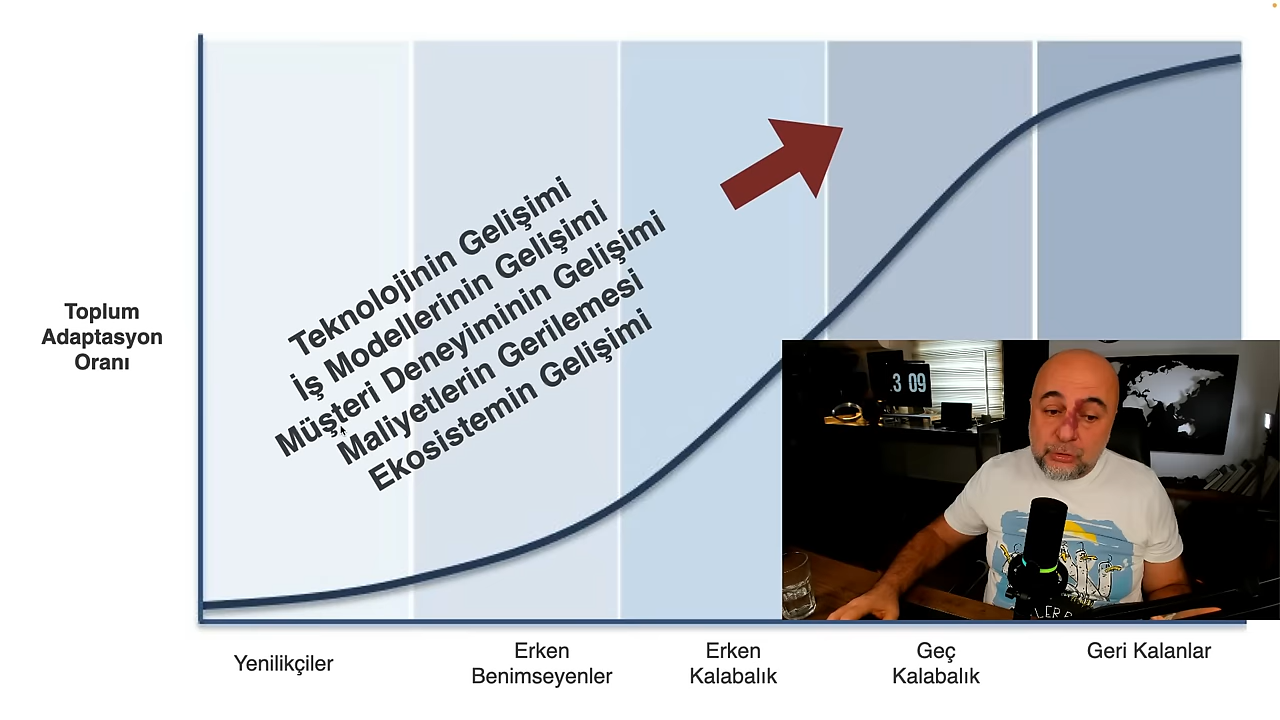 Teknolojinin Gelişimi
İş Modellerinin Gelişimi
Müşteri Deneyiminin Gelişimi
Maliyetlerin Gerilemesi
Ekosistemin Gelişimi
Toplum
Adaptasyon
Oranı
3 09
LER
Yenilikçiler
Erken
Benimseyenler
Erken
Kalabalık
Geç
Kalabalık
Geri Kalanlar